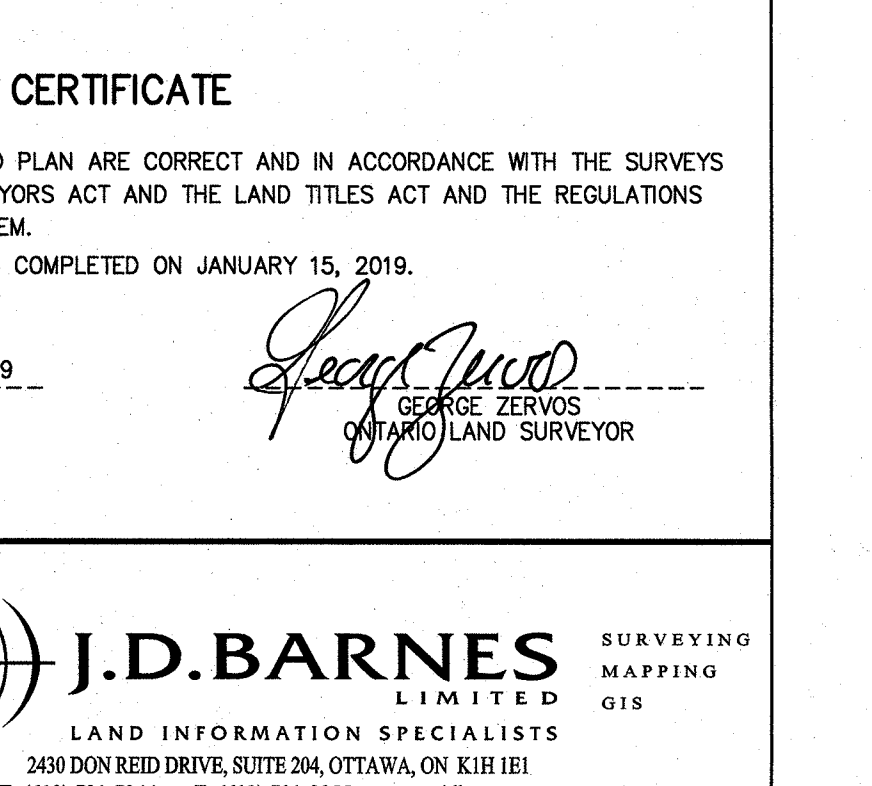 CERTIFICATE
PLAN ARE CORRECT AND IN ACCORDANCE WITH THE SURVEYS
YORS ACT AND THE LAND TITLES ACT AND THE REGULATIONS
EM.
COMPLETED ON JANUARY 15, 2019.
9
George Zervos
GEORGE ZERVOS
ONTARIO LAND SURVEYOR
J.D.BARNES
LIMITED
SURVEYING
MAPPING
GIS
LAND INFORMATION SPECIALISTS
2430 DON REID DRIVE, SUITE 204, OTTAWA, ON K1H 1E1